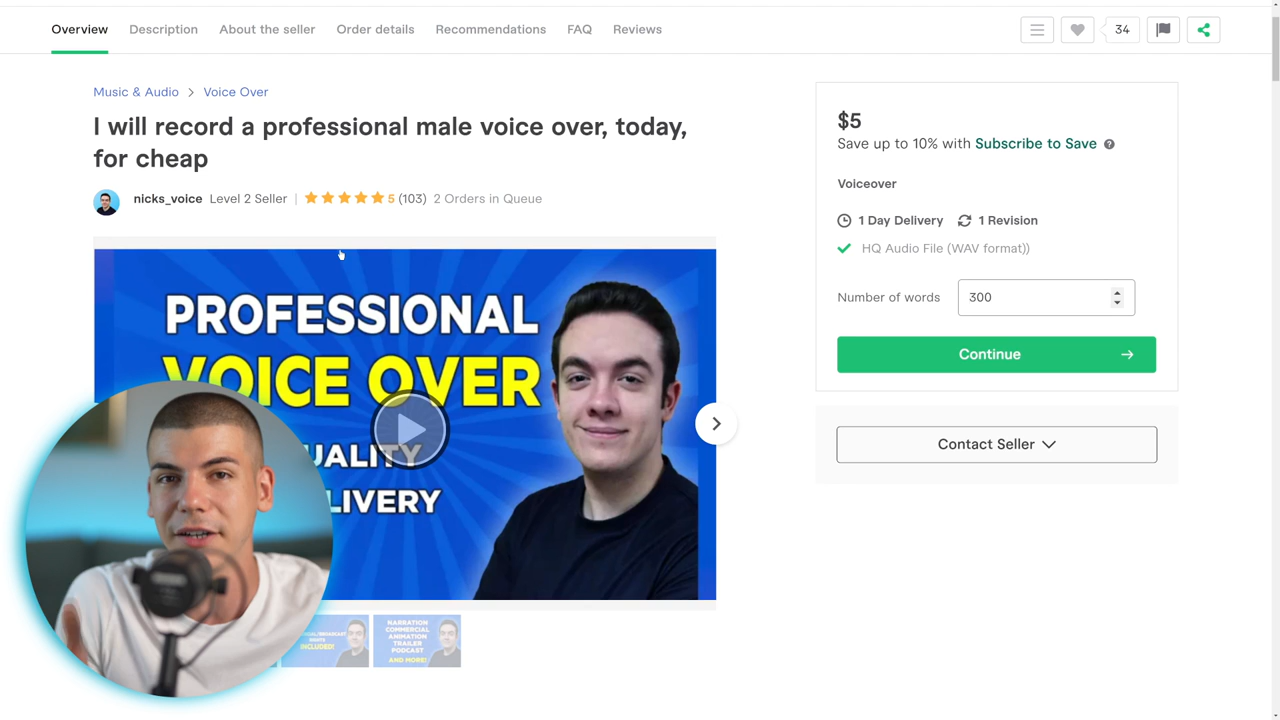 Overview Description About the seller Order details Recommendations FAQ Reviews 34
Music & Audio Voice Over
I will record a professional male voice over, today,
for cheap
nicks_voice Level 2 Seller 5 (103) 2 Orders in Queue
PROFESSIONAL
VOICE OVER
UALITY
LIVERY
INCLUDED!
NARRATION
COMMERCIAL
ANIMATION
TRAILER
PODCAST
AND MORE!
$5
Save up to 10% with Subscribe to Save ?
Voiceover
1 Day Delivery 1 Revision
HQ Audio File (WAV format))
Number of words 300
Continue
Contact Seller